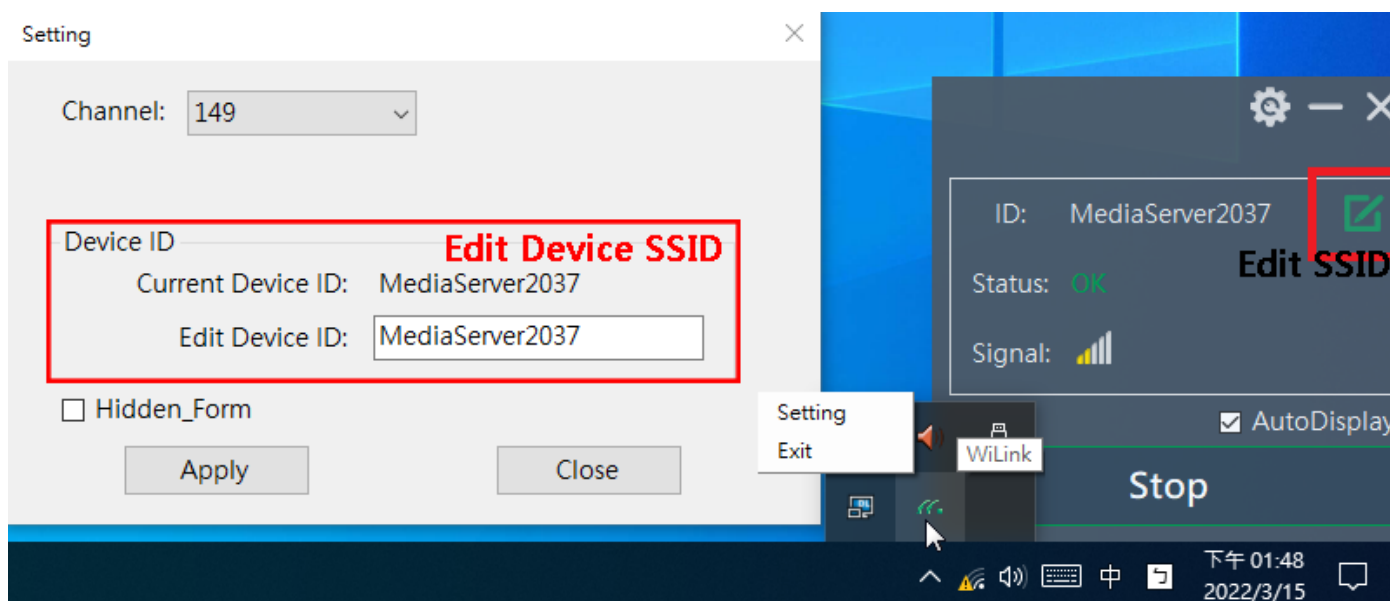 Setting
Channel: 149
Device ID
Edit Device SSID
Current Device ID: MediaServer2037
Edit Device ID: MediaServer2037
Hidden_Form
Apply Close
ID: MediaServer2037
Edit SSID
Status: OK
Signal:
AutoDisplay
Stop
Setting
Exit
WiLink
中 ㄅ
下午 01:48
2022/3/15